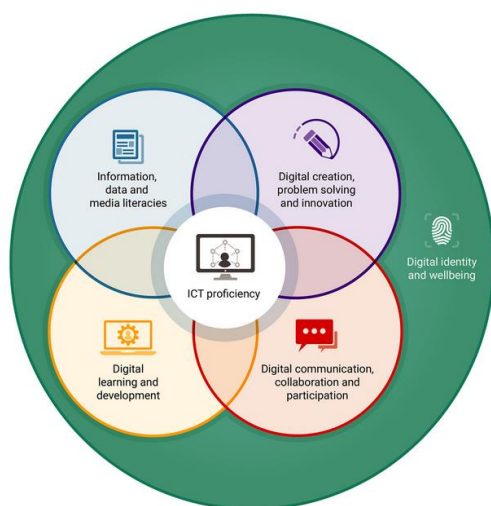 Information,
data and
media literacies
Digital creation,
problem solving
and innovation
Digital identity
and wellbeing
ICT proficiency
Digital
learning and
development
Digital communication,
collaboration and
participation